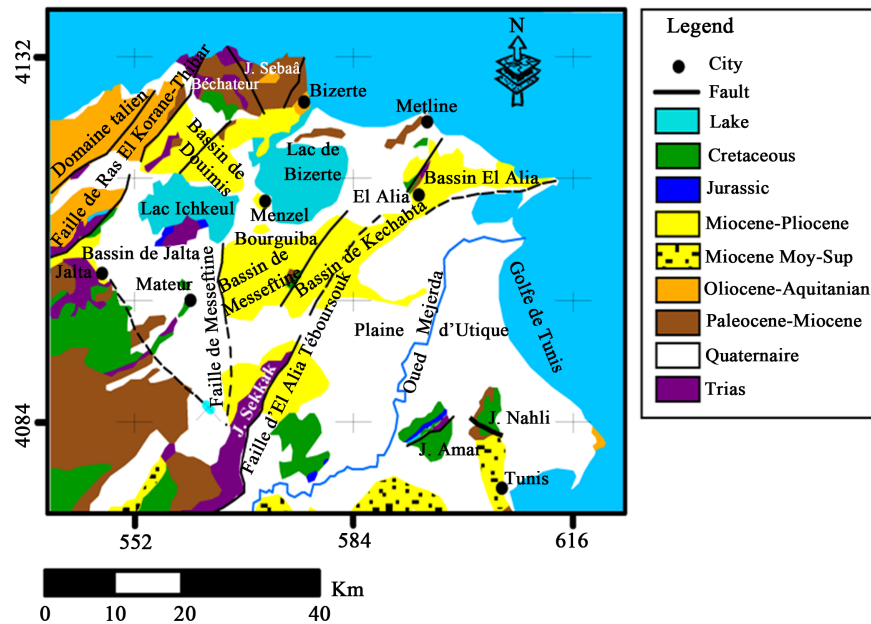 Legend
N
City
Fault
Lake
Cretaceous
Jurassic
Miocene-Pliocene
Miocene Moy-Sup
Oliocene-Aquitanian
Paleocene-Miocene
Quaternaire
Trias
4132
4084
552
584
616
Km
0
10
20
40
Domaine talien
Faille de Ras El Korane-Thibar
Béchateur
J. Sebaâ
Bizerte
Metline
Bassin de
Douimis
Lac de
Bizerte
El Alia
Bassin El Alia
Lac Ichkeul
Menzel
Bourguiba
Bassin de Jalta
Jalta
Mateur
Faille de Messeftine
Bassin de
Messeftine
Bassin de Kechabta
Faille d'El Alia Téboursouk
J. Sekkak
Plaine
d'Utique
Oued Mejerda
Golfe de Tunis
J. Nahli
J. Amar
Tunis